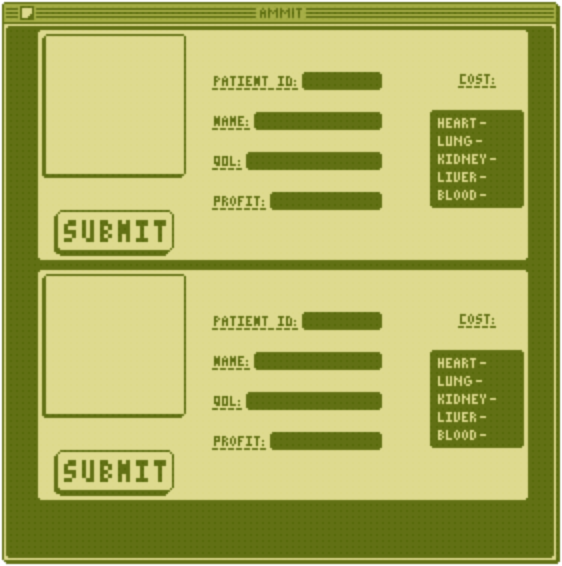 AMMIT
PATIENT ID:
NAME:
QOL:
PROFIT:
COST:
HEART-
LUNG-
KIDNEY-
LIVER-
BLOOD-
SUBMIT
PATIENT ID:
NAME:
QOL:
PROFIT:
COST:
HEART-
LUNG-
KIDNEY-
LIVER-
BLOOD-
SUBMIT